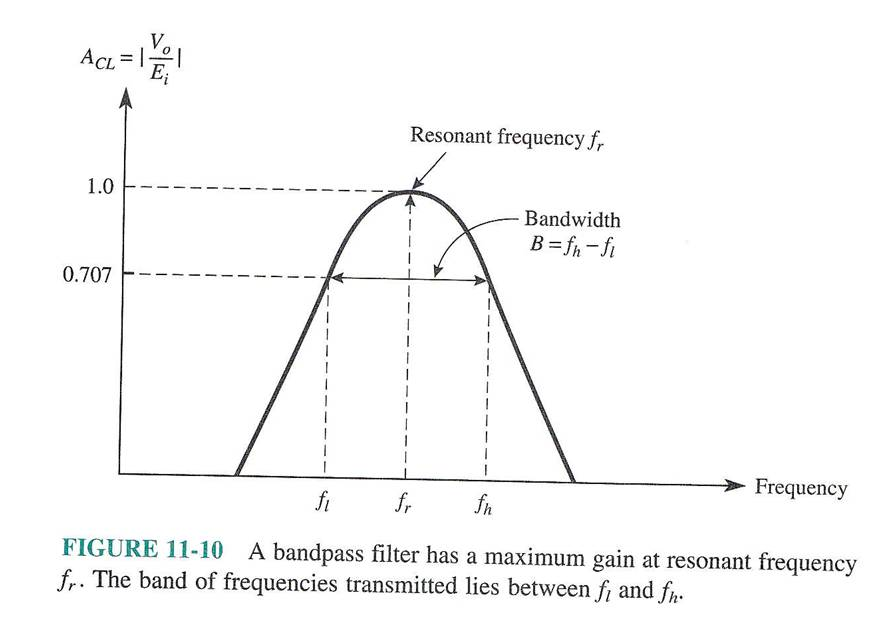 A_CL = |V_o/E_i|
Resonant frequency f_r
1.0
Bandwidth
B = f_h – f_l
0.707
Frequency
f_l f_r f_h
FIGURE 11-10 A bandpass filter has a maximum gain at resonant frequency
f_r. The band of frequencies transmitted lies between f_l and f_h.